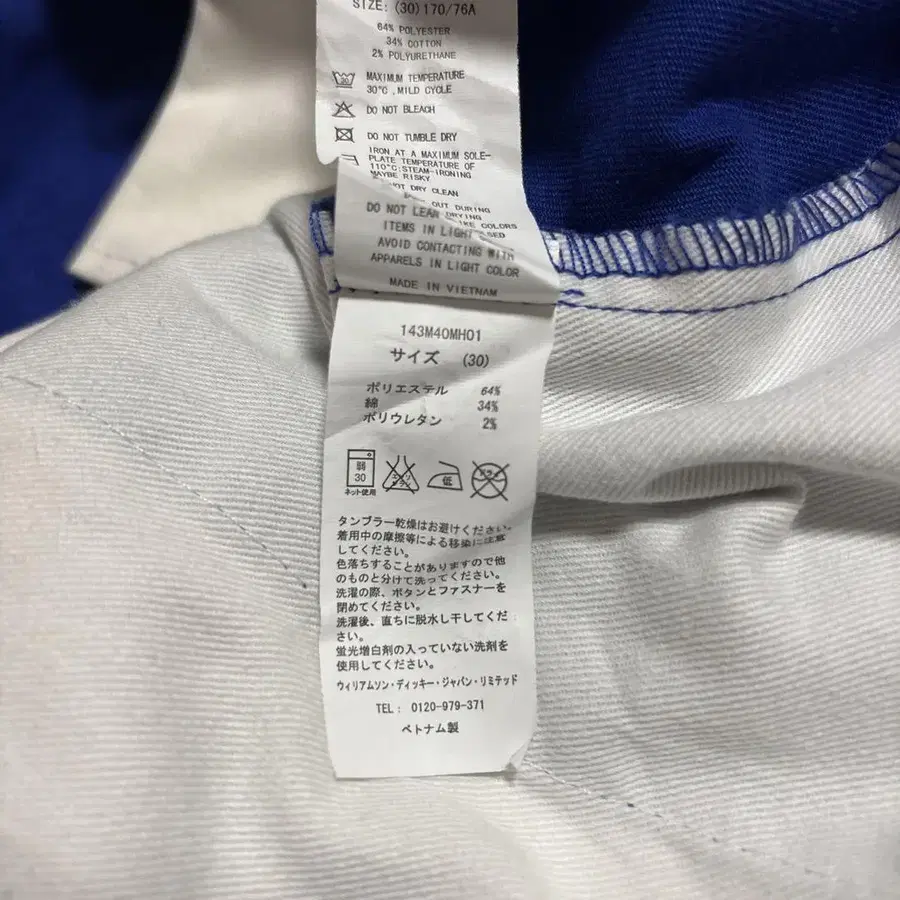 SIZE: (30)170/76A
64% POLYESTER
34% COTTON
2% POLYURETHANE
30
MAXIMUM TEMPERATURE
30°C, MILD CYCLE
DO NOT BLEACH
DO NOT TUMBLE DRY
IRON AT A MAXIMUM SOLE-
PLATE TEMPERATURE OF
110°C:STEAM-IRONING
MAYBE RISKY
NOT DRY CLEAN
OUT DURING
DO NOT LEAN DRYING
LIKE COLORS
ITEMS IN LIGHT
AVOID CONTACTING WITH
APPARELS IN LIGHT COLOR
MADE IN VIETNAM
143M40MH01
サイズ (30)
ポリエステル 64%
綿 34%
ポリウレタン 2%
弱
30
ネット使用
低
タンブラー乾燥はお避けください。
着用中の摩擦等による移染に注意
してください。
色落ちすることがありますので他
のものと分けて洗ってください。
洗濯の際、ボタンとファスナーを
閉めてください。
洗濯後、直ちに脱水し干してくだ
さい。
蛍光増白剤の入っていない洗剤を
使用してください。
ウィリアムソン・ディッキー・ジャパン・リミテッド
TEL: 0120-979-371
ベトナム製